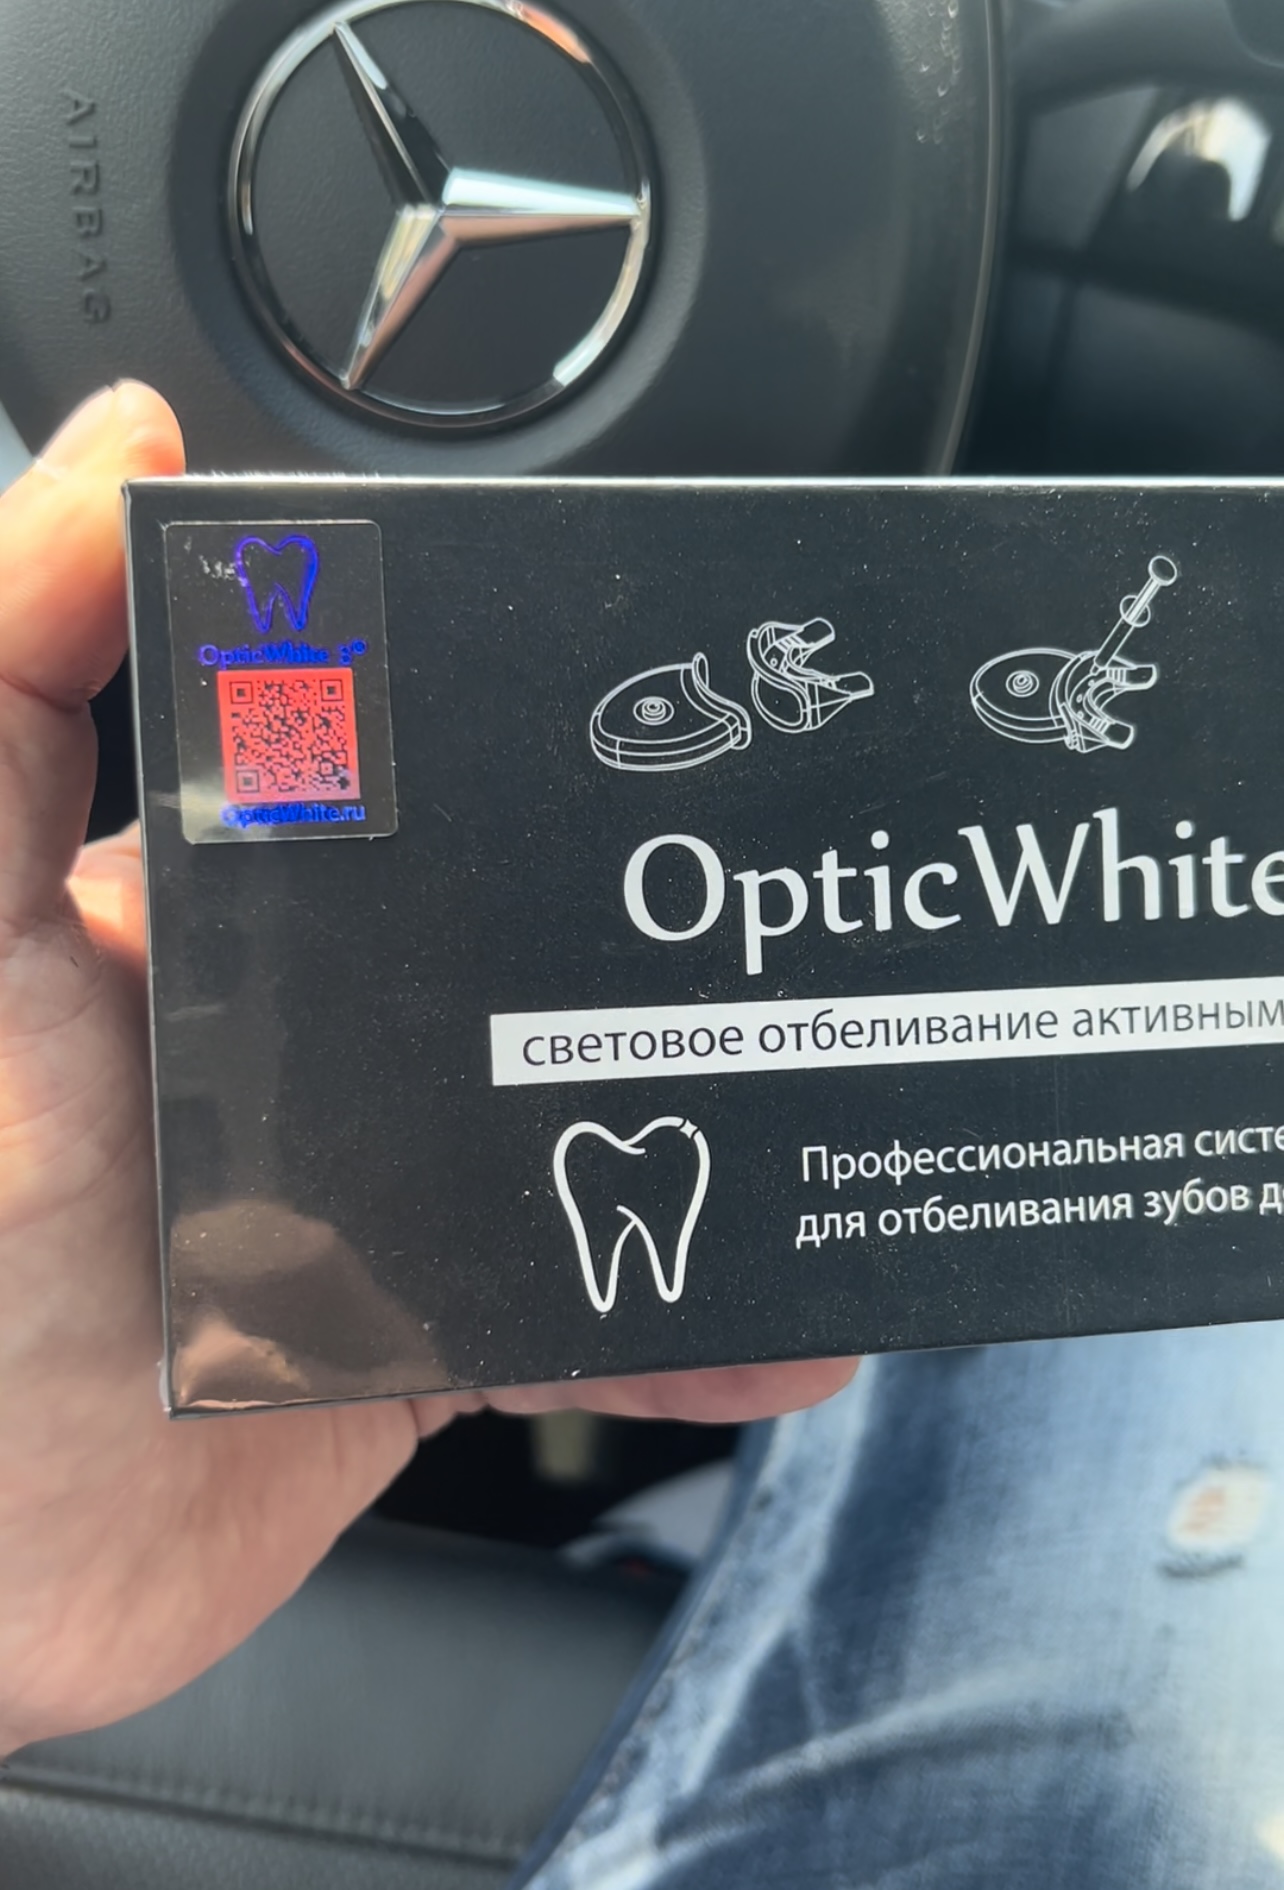 AIRBAG
OpticWhite
OpticWhite.ru
OpticWhite
световое отбеливание активным
Профессиональная систе
для отбеливания зубов д